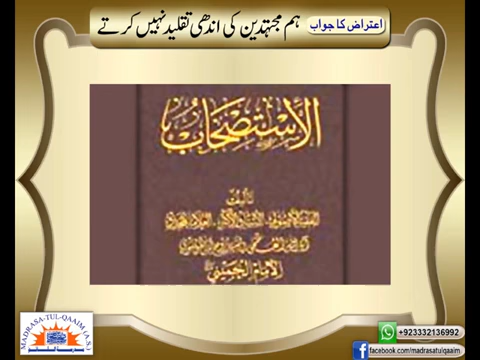 اعتراض کا جواب ہم مجتہدین کی اندھی تقلید نہیں کرتے
الاستصحاب
تأليف
الإمام الخميني
MADRASA-TUL-QAAIM (A.S.)
+923332136992
facebook.com/madrasatulqaaim